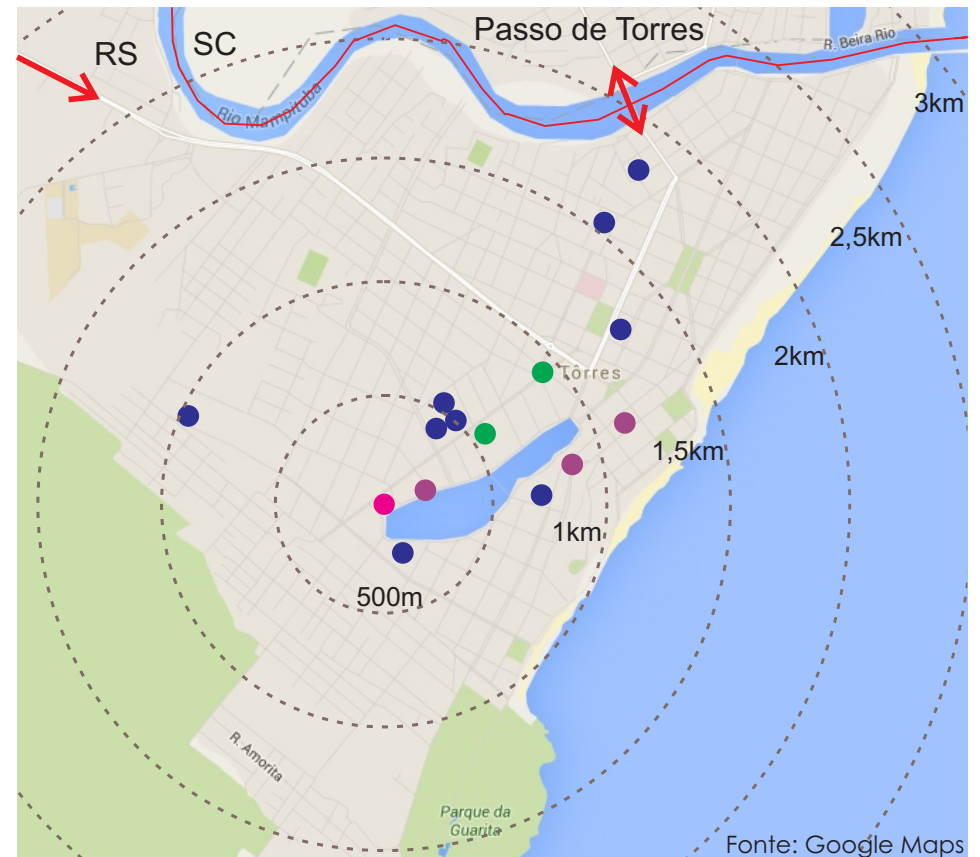 Passo de Torres
RS
SC
R. Beira Rio
Rio Mampituba
3km
2,5km
2km
Tôrres
1,5km
1km
500m
R. Amorita
Parque da
Guarita
Fonte: Google Maps